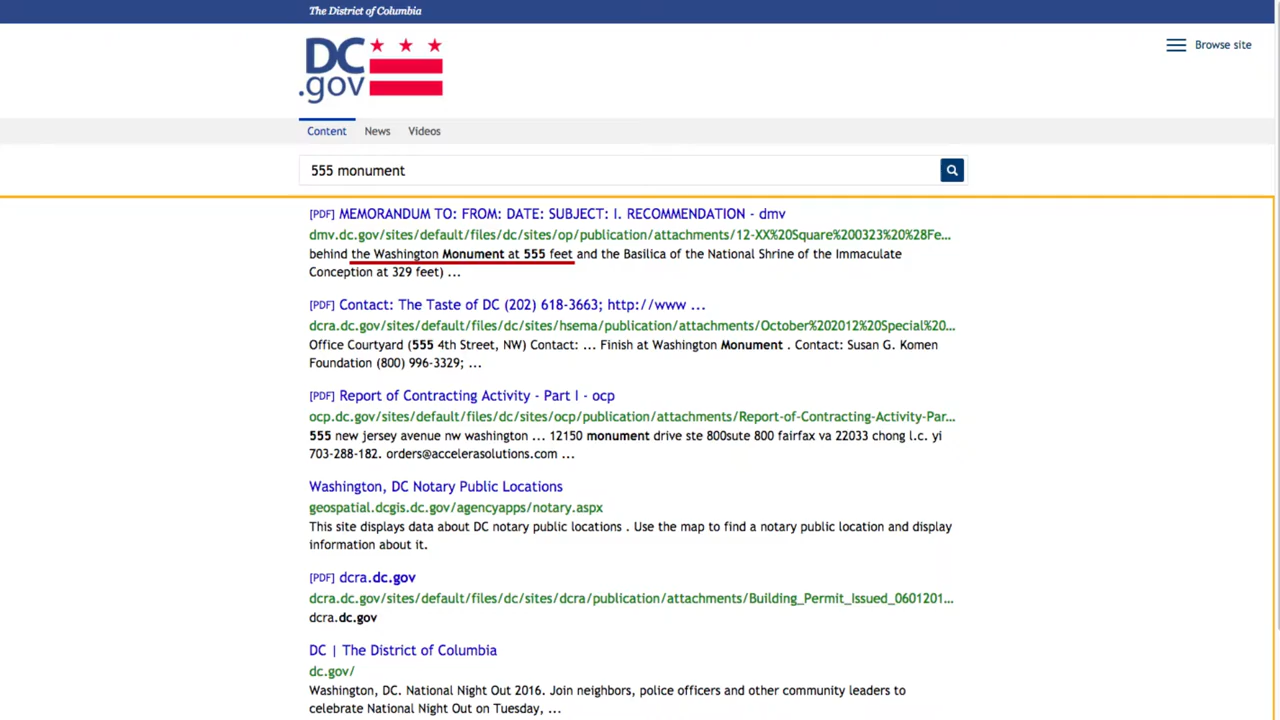 The District of Columbia
DC
.gov
Browse site
Content News Videos
555 monument
[PDF] MEMORANDUM TO: FROM: DATE: SUBJECT: I. RECOMMENDATION - dmv
dmv.dc.gov/sites/default/files/dc/sites/op/publication/attachments/12-XX%20Square%200323%20%28Fe...
behind the Washington Monument at 555 feet and the Basilica of the National Shrine of the Immaculate
Conception at 329 feet) ...
[PDF] Contact: The Taste of DC (202) 618-3663; http://www ...
dcra.dc.gov/sites/default/files/dc/sites/hsema/publication/attachments/October%202012%20Special%20...
Office Courtyard (555 4th Street, NW) Contact: ... Finish at Washington Monument . Contact: Susan G. Komen
Foundation (800) 996-3329; ...
[PDF] Report of Contracting Activity - Part I - ocp
ocp.dc.gov/sites/default/files/dc/sites/ocp/publication/attachments/Report-of-Contracting-Activity-Par...
555 new jersey avenue nw washington ... 12150 monument drive ste 800sute 800 fairfax va 22033 chong l.c. yi
703-288-182. orders@accelerasolutions.com ...
Washington, DC Notary Public Locations
geospatial.dcgis.dc.gov/agencyapps/notary.aspx
This site displays data about DC notary public locations . Use the map to find a notary public location and display
information about it.
[PDF] dcra.dc.gov
dcra.dc.gov/sites/default/files/dc/sites/dcra/publication/attachments/Building_Permit_Issued_0601201...
dcra.dc.gov
DC | The District of Columbia
dc.gov/
Washington, DC. National Night Out 2016. Join neighbors, police officers and other community leaders to
celebrate National Night Out on Tuesday, ...